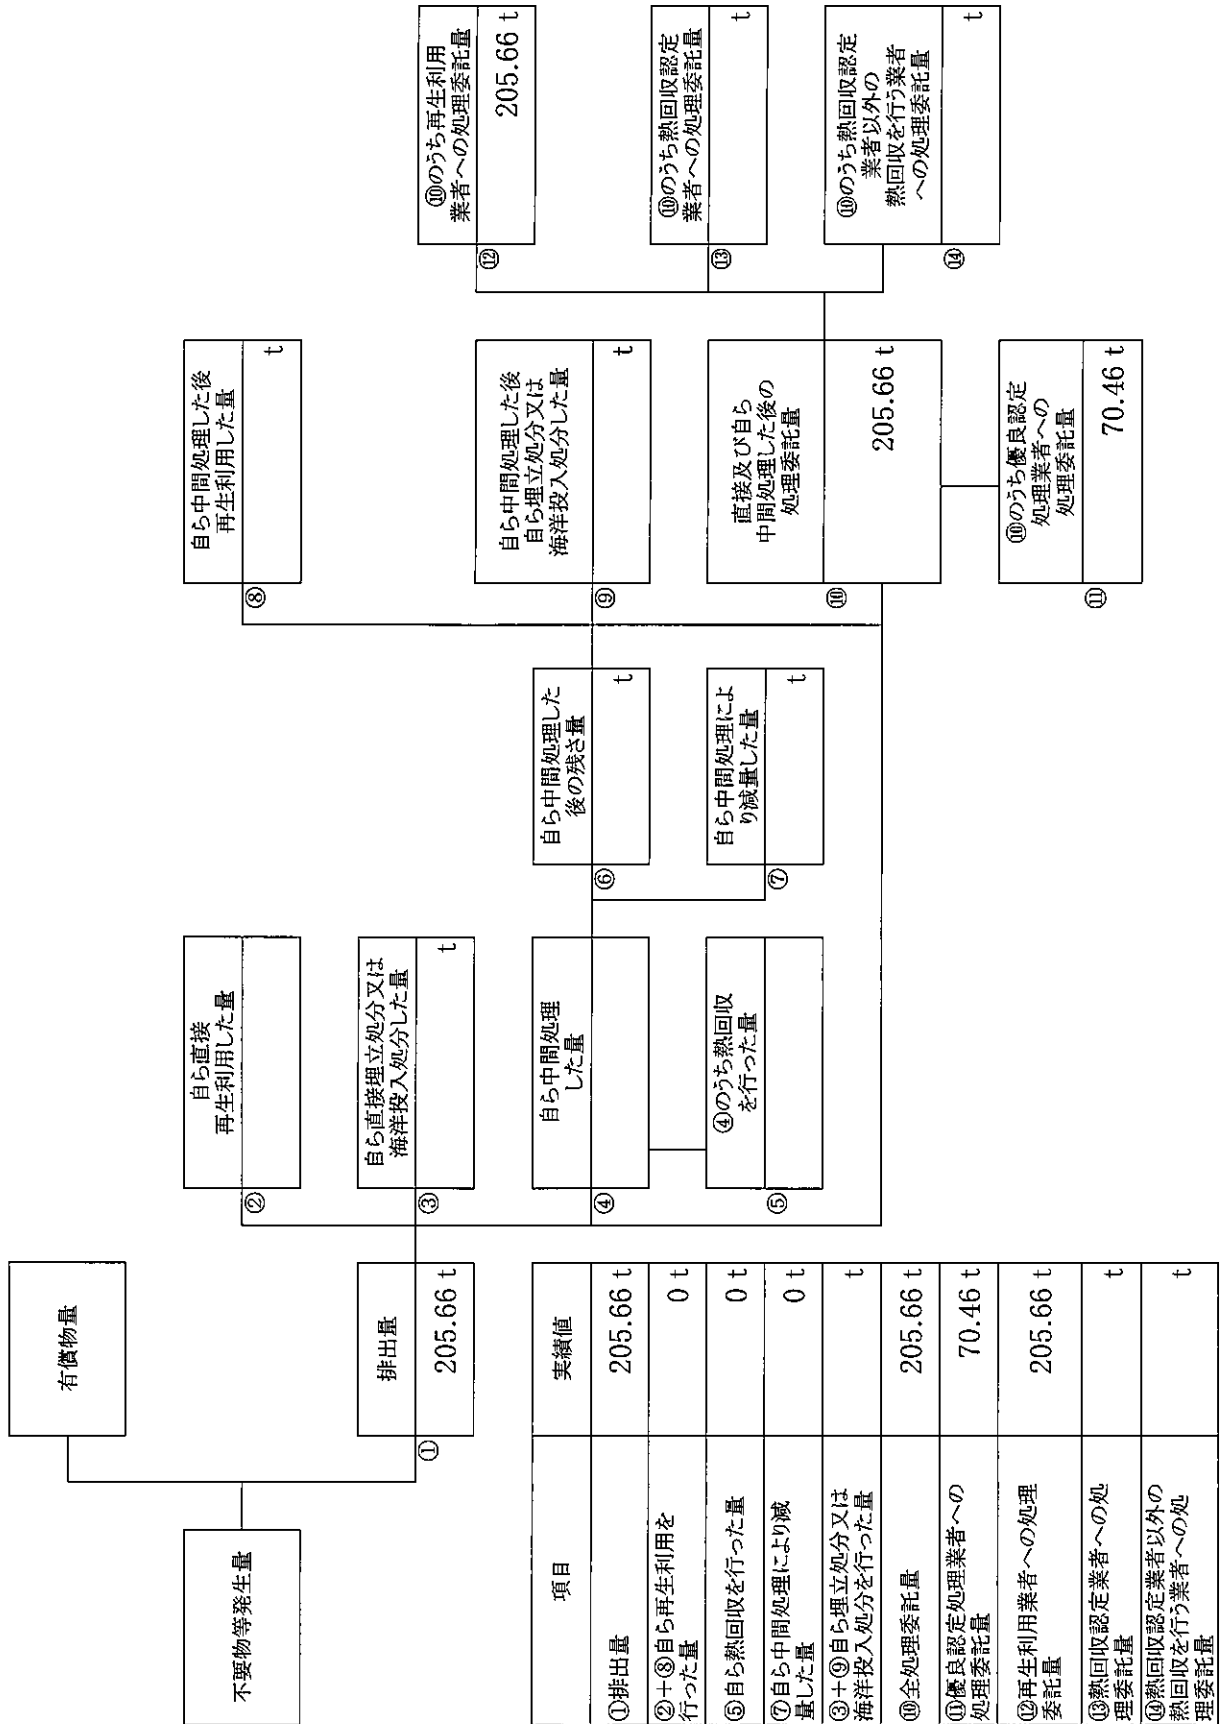 不要物等発生量
有償物量
①
排出量
205.66 t
②
自ら直接
再生利用した量
③
自ら直接埋立処分又は
海洋投入処分した量
t
④
自ら中間処理
した量
⑤
④のうち熱回収
を行った量
⑥
自ら中間処理した
後の残さ量
t
⑦
自ら中間処理によ
り減量した量
t
⑧
自ら中間処理した後
再生利用した量
t
⑨
自ら中間処理した後
自ら埋立処分又は
海洋投入処分した量
t
⑩
直接及び自ら
中間処理した後の
処理委託量
205.66 t
⑪
⑩のうち優良認定
処理業者への
処理委託量
70.46 t
⑫
⑩のうち再生利用
業者への処理委託量
205.66 t
⑬
⑩のうち熱回収認定
業者への処理委託量
t
⑭
⑩のうち熱回収認定
業者以外の
熱回収を行う業者
への処理委託量
t
項目 実績値
①排出量 205.66 t
②+⑧自ら再生利用を
行った量 0 t
⑤自ら熱回収を行った量 0 t
⑦自ら中間処理により減
量した量 0 t
③+⑨自ら埋立処分又は
海洋投入処分を行った量 t
⑩全処理委託量 205.66 t
⑪優良認定処理業者への
処理委託量 70.46 t
⑫再生利用業者への処理
委託量 205.66 t
⑬熱回収認定業者への処
理委託量 t
⑭熱回収認定業者以外の
熱回収を行う業者への処
理委託量 t